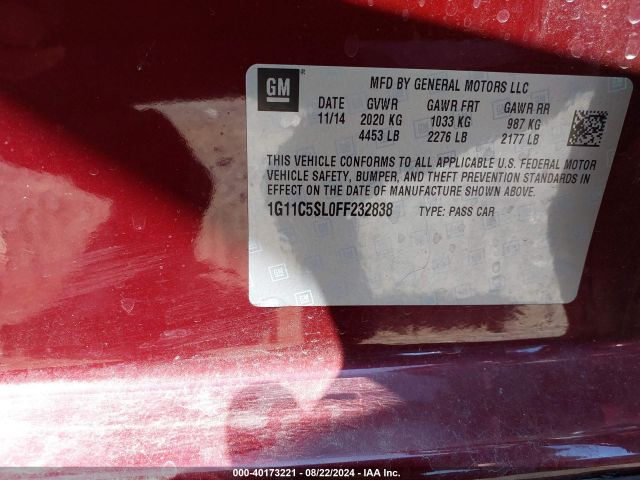 GM ®
MFD BY GENERAL MOTORS LLC
DATE GVWR GAWR FRT GAWR RR
11/14 2020 KG 1033 KG 987 KG
4453 LB 2276 LB 2177 LB
THIS VEHICLE CONFORMS TO ALL APPLICABLE U.S. FEDERAL MOTOR
VEHICLE SAFETY, BUMPER, AND THEFT PREVENTION STANDARDS IN
EFFECT ON THE DATE OF MANUFACTURE SHOWN ABOVE.
1G11C5SL0FF232838 TYPE: PASS CAR
000-40173221 - 08/22/2024 - IAA Inc.